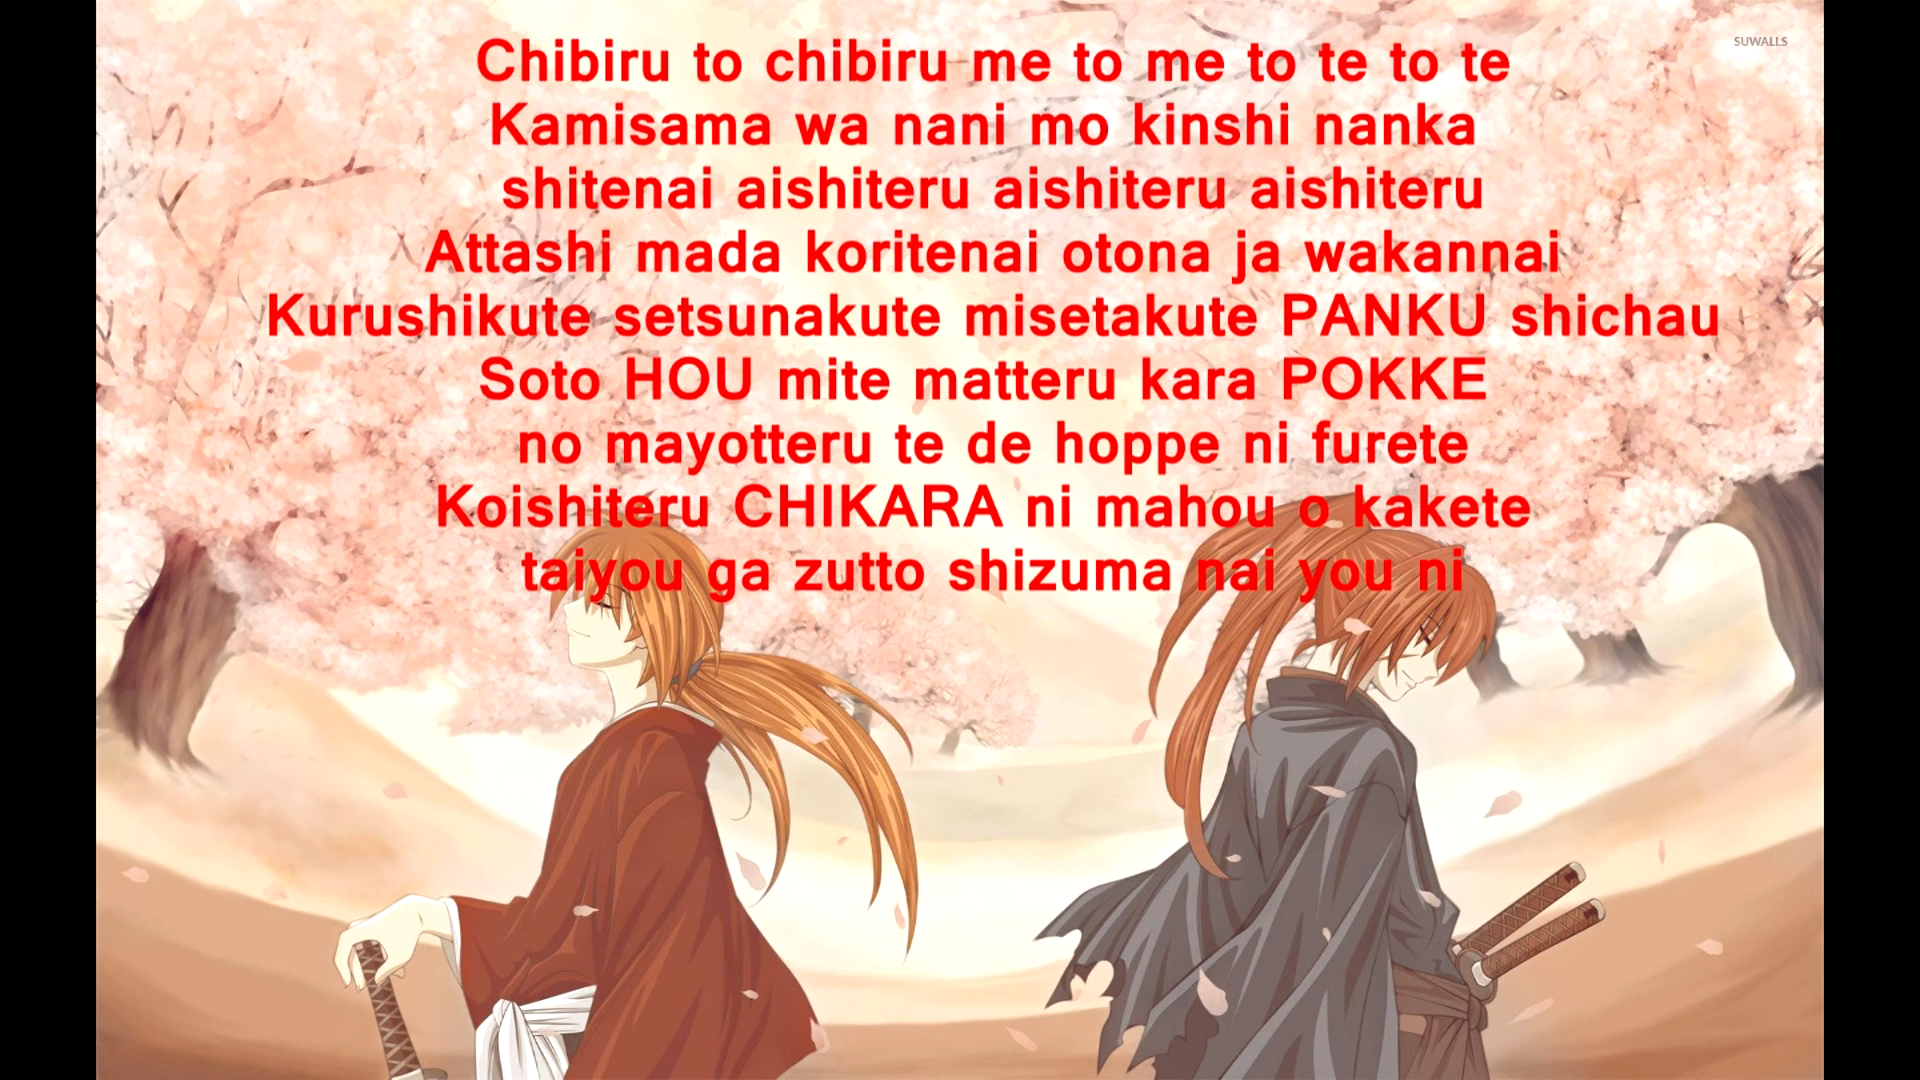 SUWALLS
Chibiru to chibiru me to me to te to te
Kamisama wa nani mo kinshi nanka
shitenai aishiteru aishiteru aishiteru
Attashi mada koritenai otona ja wakannai
Kurushikute setsunakute misetakute PANKU shichau
Soto HOU mite matteru kara POKKE
no mayotteru te de hoppe ni furete
Koishiteru CHIKARA ni mahou o kakete
taiyou ga zutto shizuma nai you ni